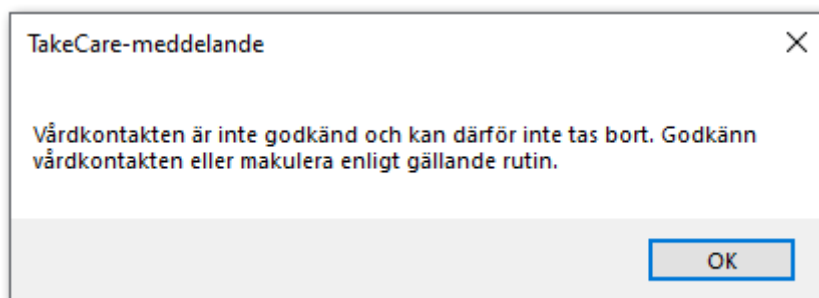 TakeCare-meddelande
Vårdkontakten är inte godkänd och kan därför inte tas bort. Godkänn
vårdkontakten eller makulera enligt gällande rutin.
OK